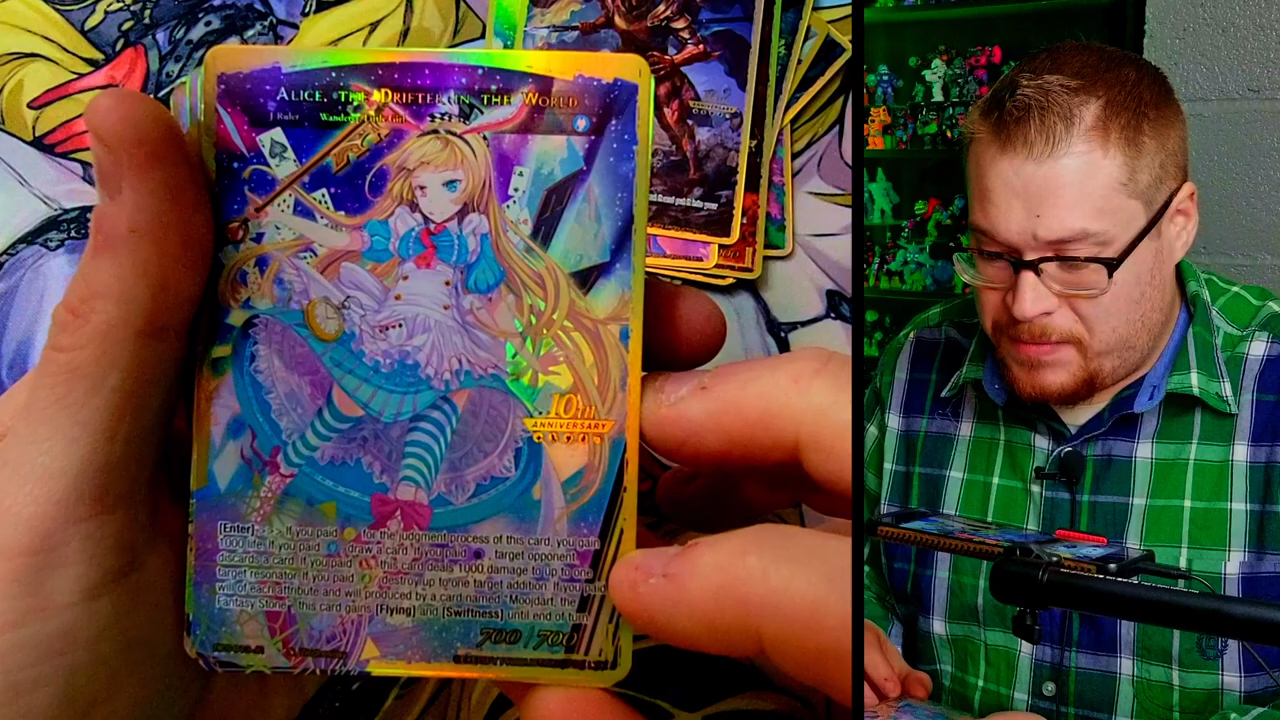 ALICE, THE DRIFTER IN THE WORLD
J Ruler Wanderer Little Girl
10TH
ANNIVERSARY
[Enter] >>> If you paid for the judgment process of this card, you gain
1000 life. If you paid , draw a card. If you paid , target opponent
discards a card. If you paid , this card deals 1000 damage to up to one
target resonator. If you paid , destroy up to one target addition. If you paid
will of each attribute and will produced by a card named "Moojdart, the
Fantasy Stone", this card gains [Flying] and [Swiftness] until end of turn.
700 / 700